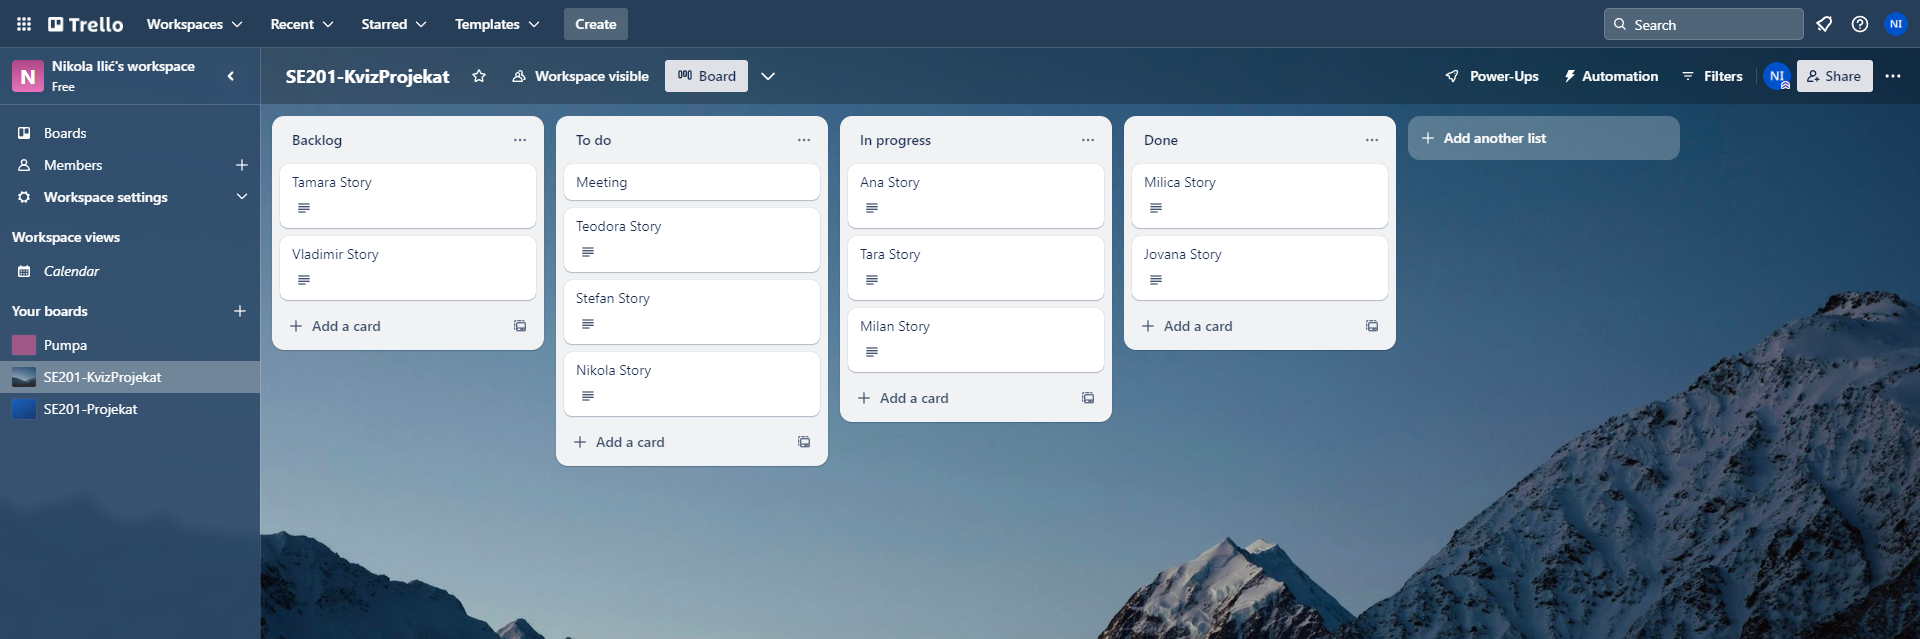 Trello
Workspaces
Recent
Starred
Templates
Create
Search
NI
N
Nikola Ilić's workspace
Free
SE201-KvizProjekat
Workspace visible
Board
Power-Ups
Automation
Filters
NI
Share
Boards
Members
Workspace settings
Workspace views
Calendar
Your boards
Pumpa
SE201-KvizProjekat
SE201-Projekat
Backlog
Tamara Story
Vladimir Story
Add a card
To do
Meeting
Teodora Story
Stefan Story
Nikola Story
Add a card
In progress
Ana Story
Tara Story
Milan Story
Add a card
Done
Milica Story
Jovana Story
Add a card
Add another list